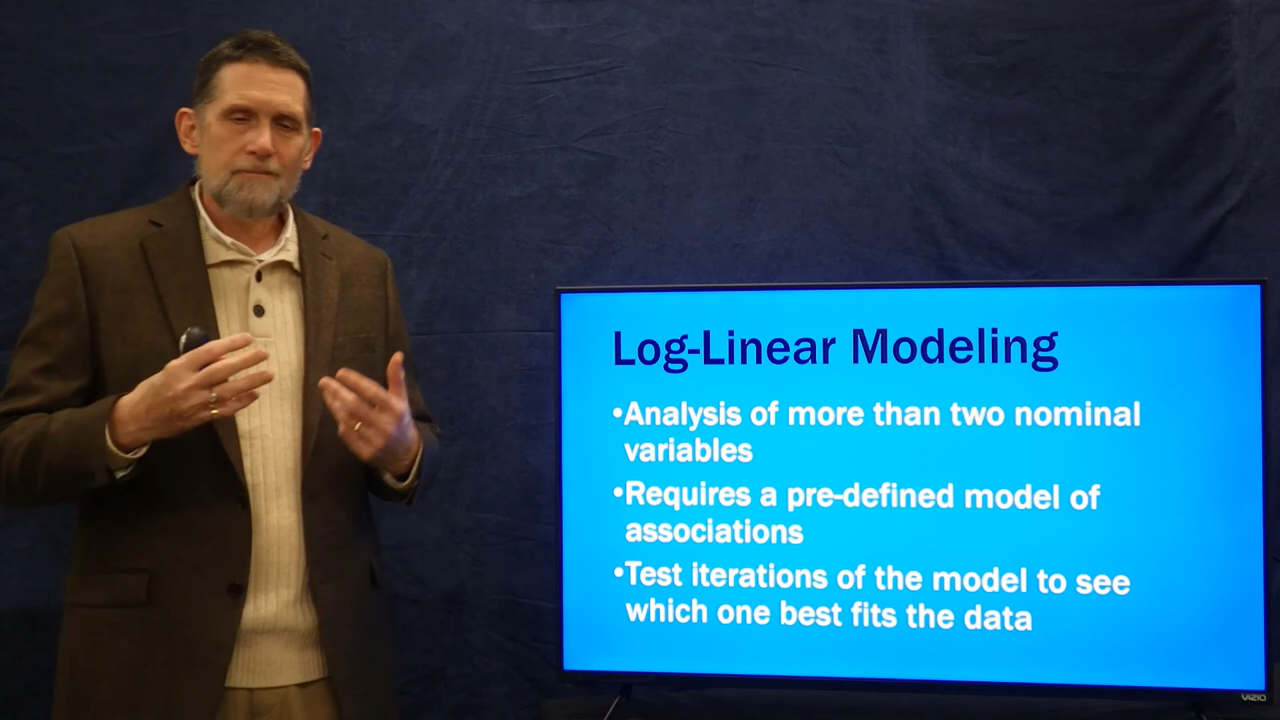 Log-Linear Modeling
•Analysis of more than two nominal
variables
•Requires a pre-defined model of
associations
•Test iterations of the model to see
which one best fits the data
VIZIO